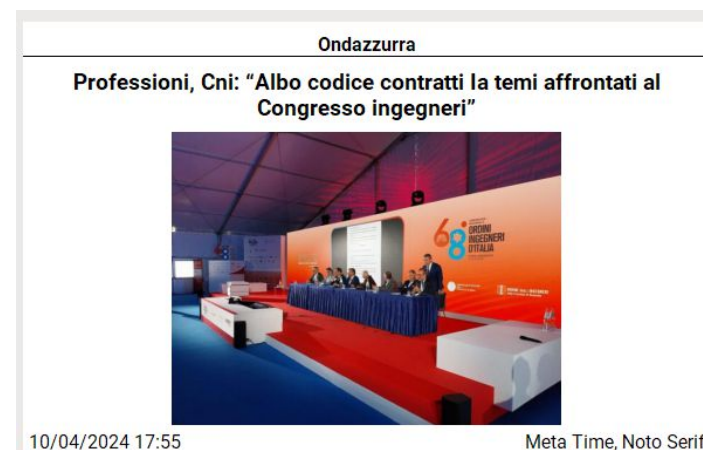 Ondazzurra
Professioni, Cni: “Albo codice contratti Ia temi affrontati al
Congresso ingegneri”
68°
ORDINI
INGEGNERI
D'ITALIA
10/04/2024 17:55
Meta Time, Noto Serif